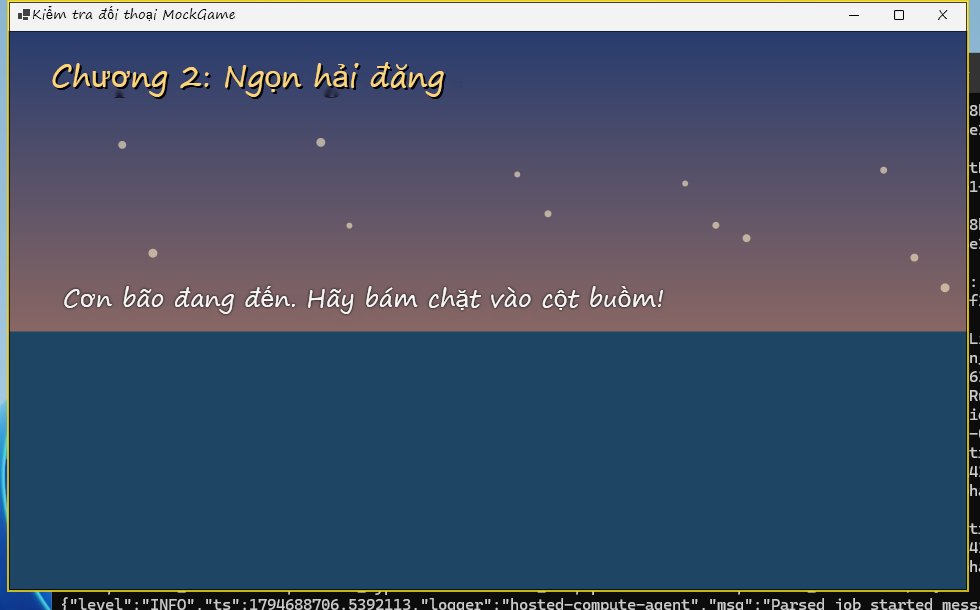 Kiểm tra đối thoại MockGame
Chương 2: Ngọn hải đăng
Cơn bão đang đến. Hãy bám chặt vào cột buồm!
{"level":"INFO","ts":1794688706.5392113,"logger":"hosted-compute-agent","msg":"Parsed job started mes